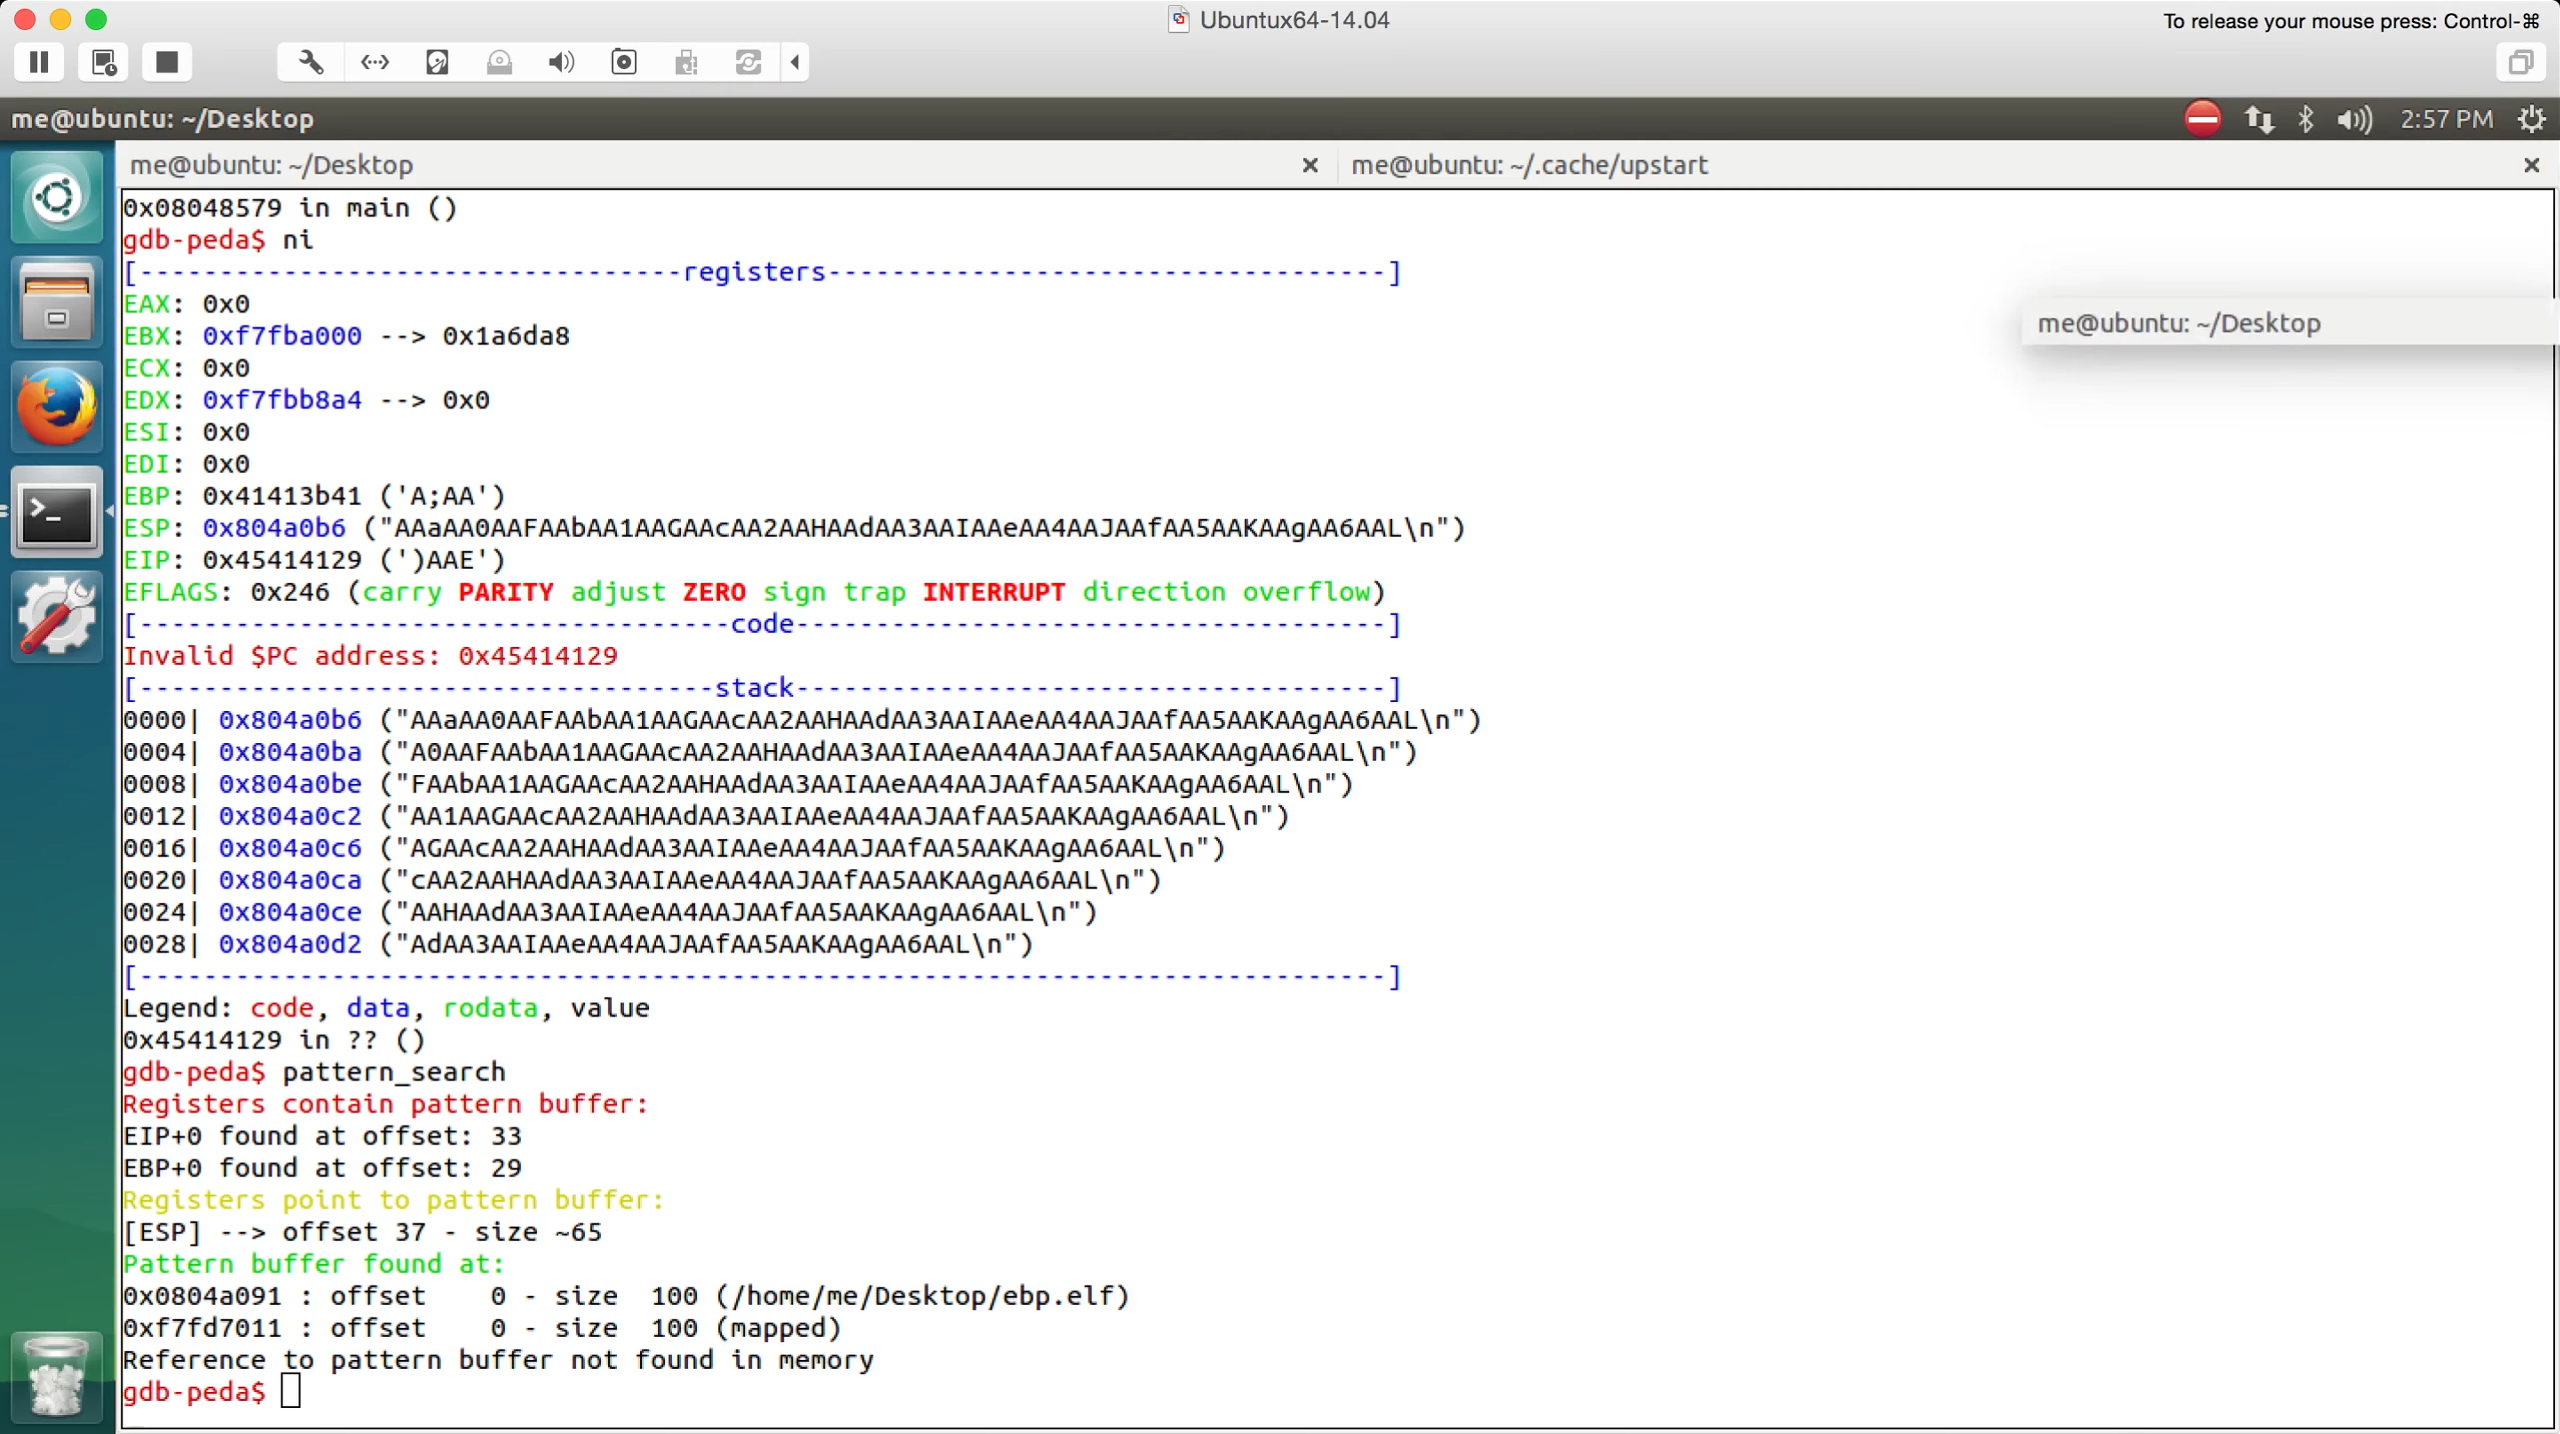 Ubuntux64-14.04
To release your mouse press: Control-⌘
me@ubuntu: ~/Desktop
2:57 PM
me@ubuntu: ~/Desktop
me@ubuntu: ~/.cache/upstart
me@ubuntu: ~/Desktop
0x08048579 in main ()
gdb-peda$ ni
[----------------------------------registers-----------------------------------]
EAX: 0x0
EBX: 0xf7fba000 --> 0x1a6da8
ECX: 0x0
EDX: 0xf7fbb8a4 --> 0x0
ESI: 0x0
EDI: 0x0
EBP: 0x41413b41 ('A;AA')
ESP: 0x804a0b6 ("AAaAA0AAFAAbAA1AAGAAcAA2AAHAAdAA3AAIAAeAA4AAJAAfAA5AAKAAgAA6AAL\n")
EIP: 0x45414129 (')AAE')
EFLAGS: 0x246 (carry PARITY adjust ZERO sign trap INTERRUPT direction overflow)
[-------------------------------------code-------------------------------------]
Invalid $PC address: 0x45414129
[------------------------------------stack-------------------------------------]
0000| 0x804a0b6 ("AAaAA0AAFAAbAA1AAGAAcAA2AAHAAdAA3AAIAAeAA4AAJAAfAA5AAKAAgAA6AAL\n")
0004| 0x804a0ba ("A0AAFAAbAA1AAGAAcAA2AAHAAdAA3AAIAAeAA4AAJAAfAA5AAKAAgAA6AAL\n")
0008| 0x804a0be ("FAAbAA1AAGAAcAA2AAHAAdAA3AAIAAeAA4AAJAAfAA5AAKAAgAA6AAL\n")
0012| 0x804a0c2 ("AA1AAGAAcAA2AAHAAdAA3AAIAAeAA4AAJAAfAA5AAKAAgAA6AAL\n")
0016| 0x804a0c6 ("AGAAcAA2AAHAAdAA3AAIAAeAA4AAJAAfAA5AAKAAgAA6AAL\n")
0020| 0x804a0ca ("cAA2AAHAAdAA3AAIAAeAA4AAJAAfAA5AAKAAgAA6AAL\n")
0024| 0x804a0ce ("AAHAAdAA3AAIAAeAA4AAJAAfAA5AAKAAgAA6AAL\n")
0028| 0x804a0d2 ("AdAA3AAIAAeAA4AAJAAfAA5AAKAAgAA6AAL\n")
[------------------------------------------------------------------------------]
Legend: code, data, rodata, value
0x45414129 in ?? ()
gdb-peda$ pattern_search
Registers contain pattern buffer:
EIP+0 found at offset: 33
EBP+0 found at offset: 29
Registers point to pattern buffer:
[ESP] --> offset 37 - size ~65
Pattern buffer found at:
0x0804a091 : offset    0 - size  100 (/home/me/Desktop/ebp.elf)
0xf7fd7011 : offset    0 - size  100 (mapped)
Reference to pattern buffer not found in memory
gdb-peda$